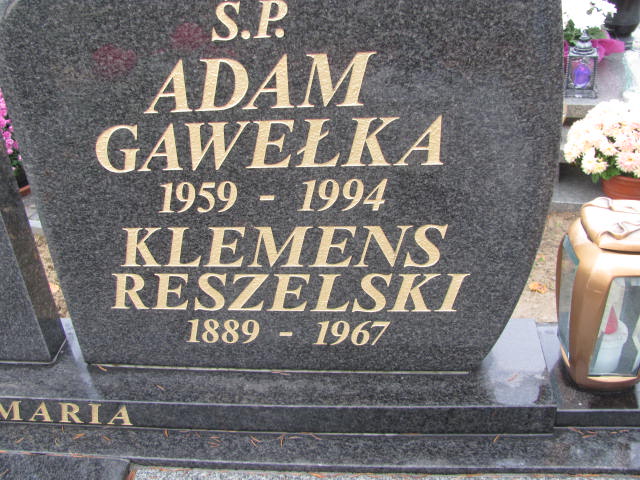 S.P.
ADAM
GAWEŁKA
1959 - 1994
KLEMENS
RESZELSKI
1889 - 1967
MARIA